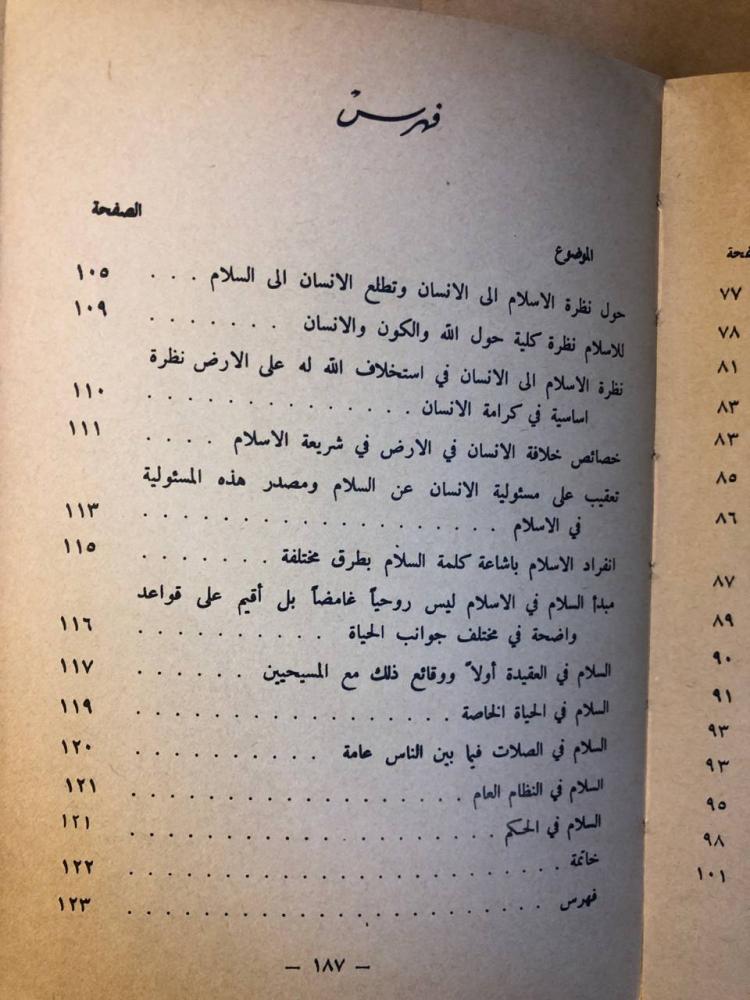 فهرس
الموضوع الصفحة
حول نظرة الاسلام الى الانسان وتطلع الانسان الى السلام . . . ١٠٥
للاسلام نظرة كلية حول الله والكون والانسان . . . . . . . ١٠٩
نظرة الاسلام الى الانسان في استخلاف الله له على الارض نظرة
اساسية في كرامة الانسان . . . . . . . . . . . . . . ١١٠
خصائص خلافة الانسان في الارض في شريعة الاسلام . . . . ١١١
تعقيب على مسئولية الانسان عن السلام ومصدر هذه المسئولية
في الاسلام . . . . . . . . . . . . . . . . . . . ١١٣
انفراد الاسلام باشاعة كلمة السلام بطرق مختلفة . . . . . . . ١١٥
مبدأ السلام في الاسلام ليس روحياً غامضاً بل أقيم على قواعد
واضحة في مختلف جوانب الحياة . . . . . . . . . . ١١٦
السلام في العقيدة أولاً ووقائع ذلك مع المسيحيين . . . . . . ١١٧
السلام في الحياة الخاصة . . . . . . . . . . . . . . . . . ١١٩
السلام في الصلات فيما بين الناس عامة . . . . . . . . . . ١٢٠
السلام في النظام العام . . . . . . . . . . . . . . . . . . ١٢١
السلام في الحكم . . . . . . . . . . . . . . . . . . . ١٢١
خاتمة . . . . . . . . . . . . . . . . . . . . . . . . ١٢٢
فهرس . . . . . . . . . . . . . . . . . . . . . . . ١٢٣
— ١٨٧ —
٧٧
٧٨
٨١
٨٣
٨٣
٨٥
٨٦
٨٧
٨٩
٩٠
٩١
٩٣
٩٣
٩٥
٩٨
١٠١